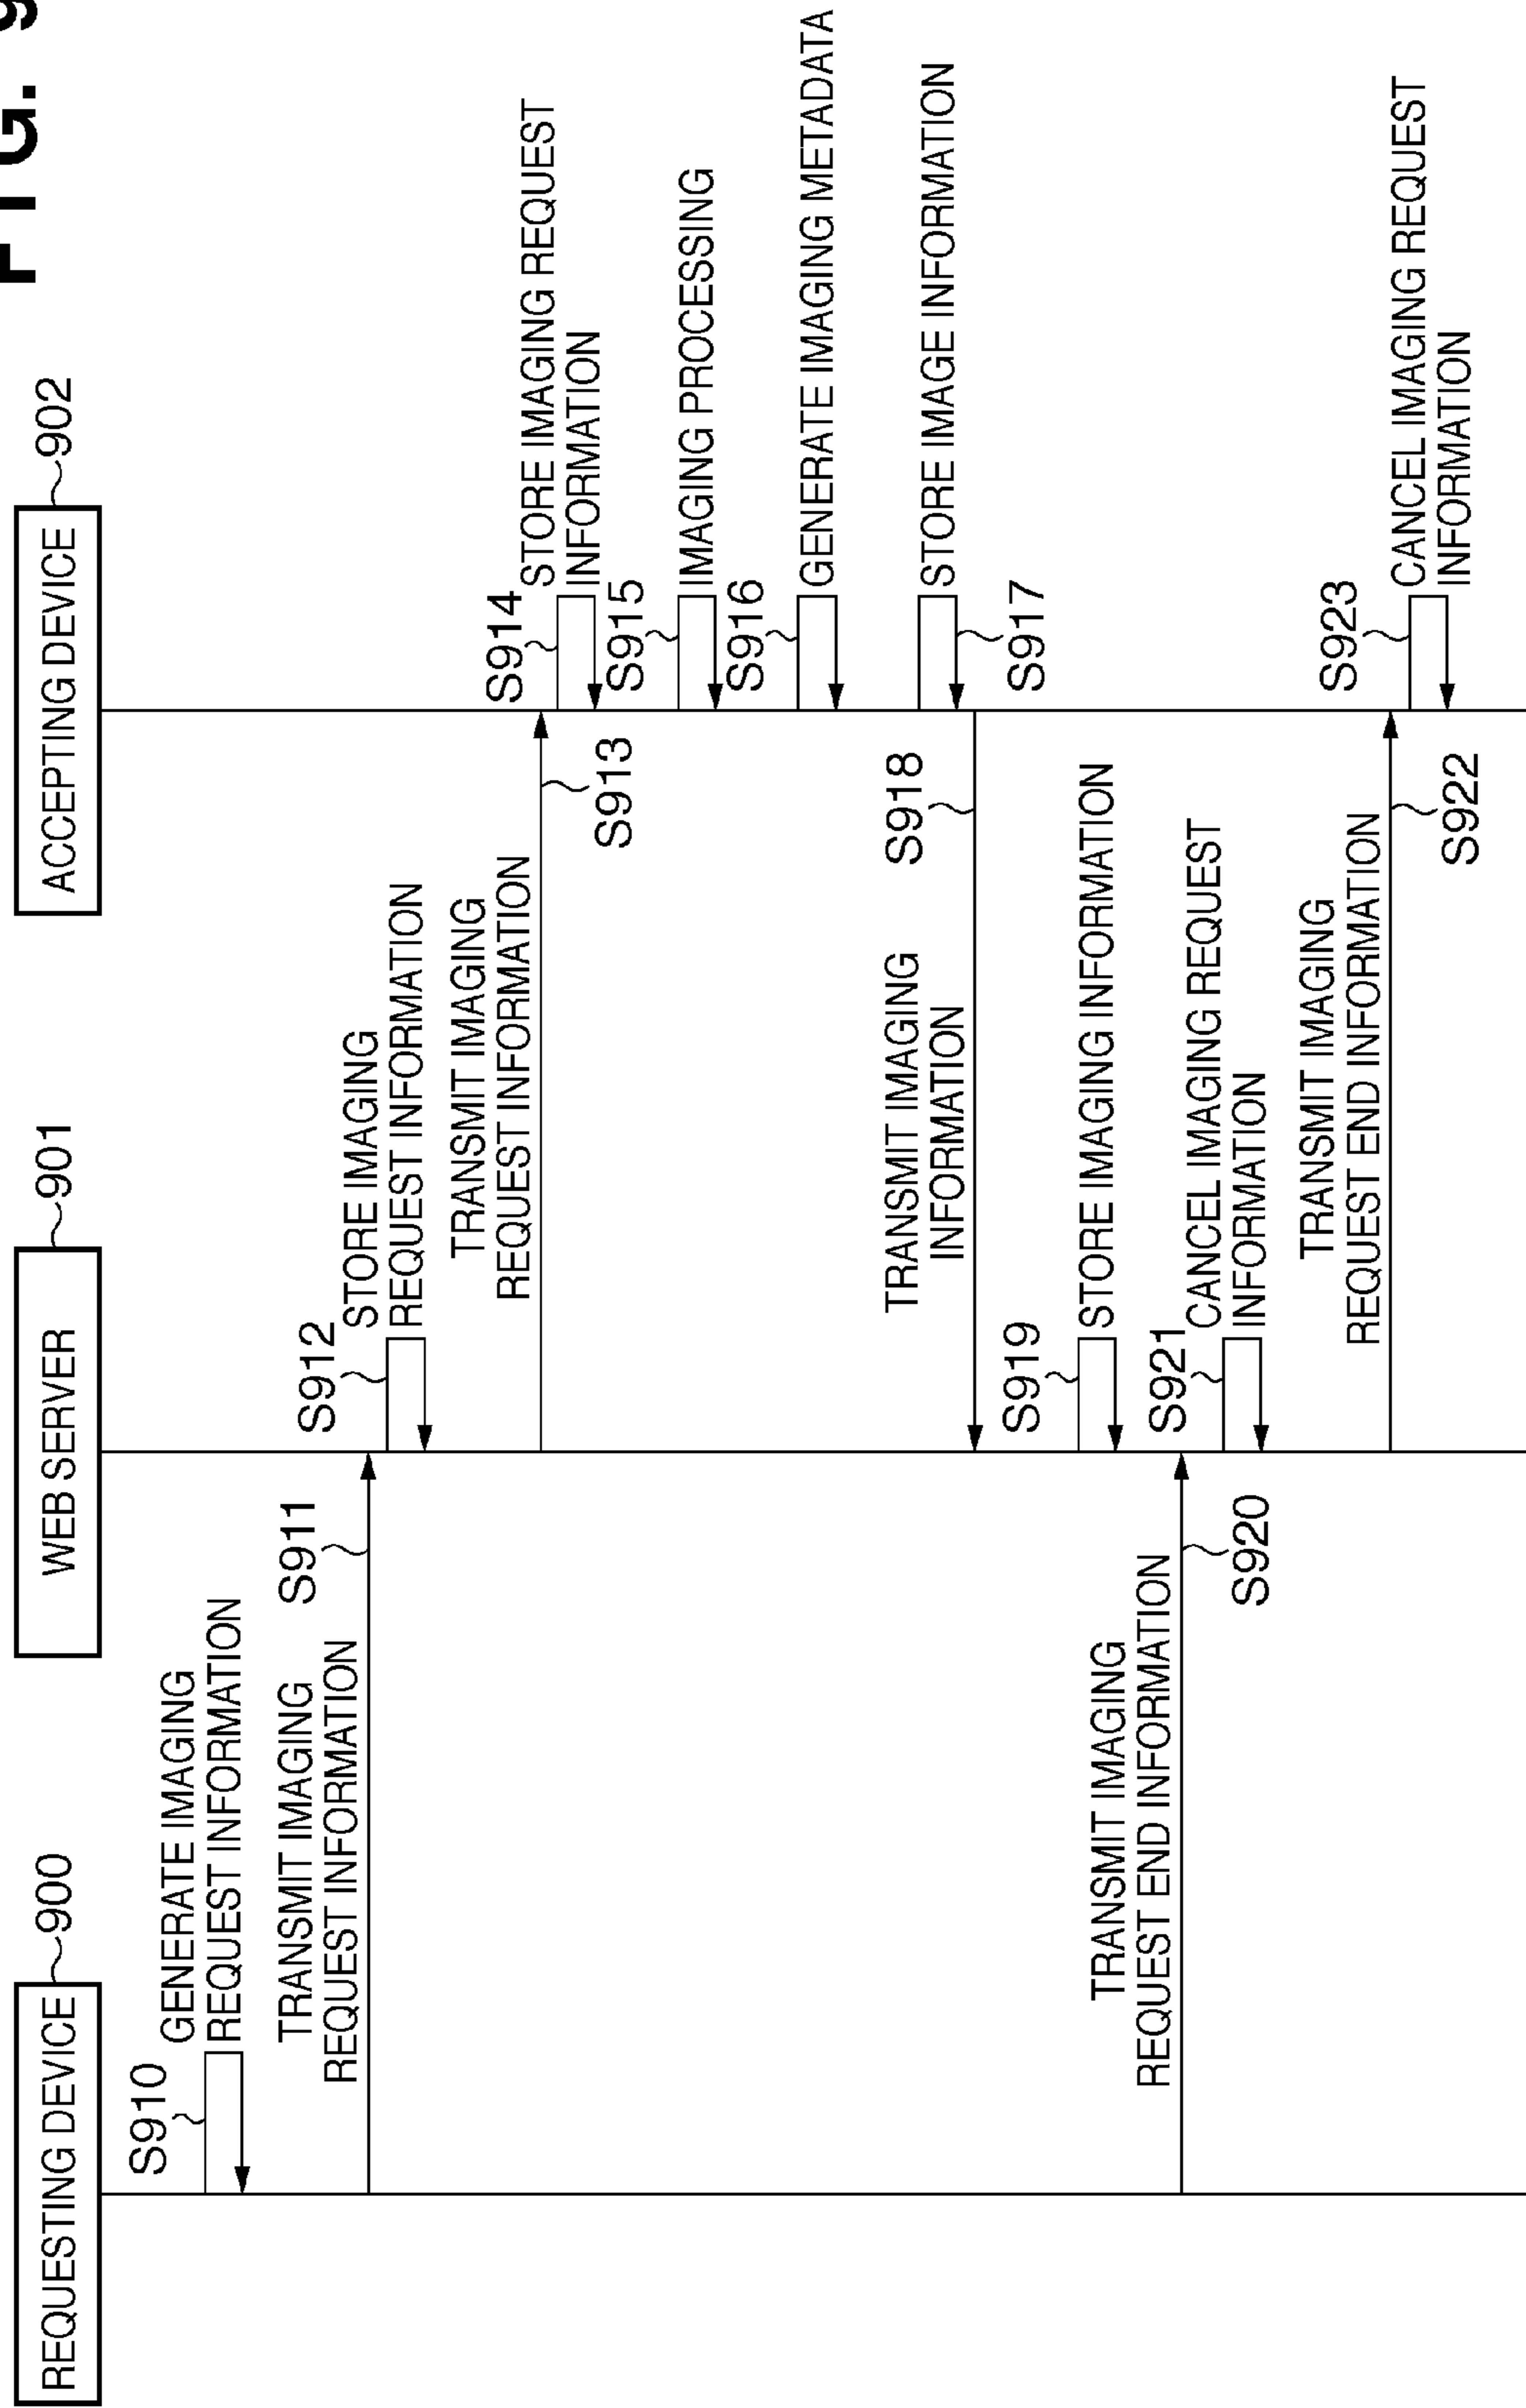 FIG. 9
REQUESTING DEVICE
900
WEB SERVER
901
ACCEPTING DEVICE
902
S910
GENERATE IMAGING
REQUEST INFORMATION
TRANSMIT IMAGING
REQUEST INFORMATION
S911
S912
STORE IMAGING
REQUEST INFORMATION
TRANSMIT IMAGING
REQUEST INFORMATION
S913
S914
STORE IMAGING REQUEST
INFORMATION
S915
IMAGING PROCESSING
S916
GENERATE IMAGING METADATA
STORE IMAGE INFORMATION
S917
TRANSMIT IMAGING
INFORMATION
S918
S919
STORE IMAGING INFORMATION
TRANSMIT IMAGING
REQUEST END INFORMATION
S920
S921
CANCEL IMAGING REQUEST
INFORMATION
TRANSMIT IMAGING
REQUEST END INFORMATION
S922
S923
CANCEL IMAGING REQUEST
INFORMATION